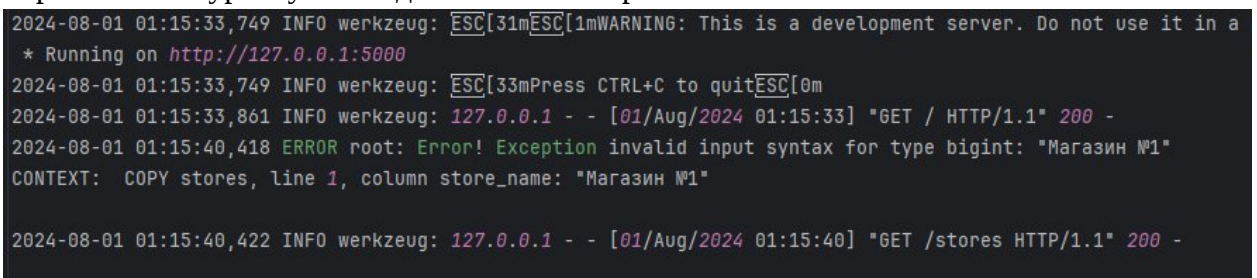 2024-08-01 01:15:33,749 INFO werkzeug: ESC[31mESC[1mWARNING: This is a development server. Do not use it in a
* Running on http://127.0.0.1:5000
2024-08-01 01:15:33,749 INFO werkzeug: ESC[33mPress CTRL+C to quitESC[0m
2024-08-01 01:15:33,861 INFO werkzeug: 127.0.0.1 - - [01/Aug/2024 01:15:33] "GET / HTTP/1.1" 200 -
2024-08-01 01:15:40,418 ERROR root: Error! Exception invalid input syntax for type bigint: "Магазин №1"
CONTEXT:  COPY stores, line 1, column store_name: "Магазин №1"
2024-08-01 01:15:40,422 INFO werkzeug: 127.0.0.1 - - [01/Aug/2024 01:15:40] "GET /stores HTTP/1.1" 200 -